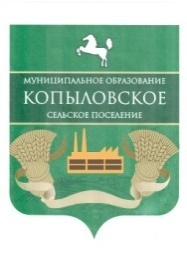 МУНИЦИПАЛЬНОЕ ОБРАЗОВАНИЕ
КОПЫЛОВСКОЕ
СЕЛЬСКОЕ ПОСЕЛЕНИЕ